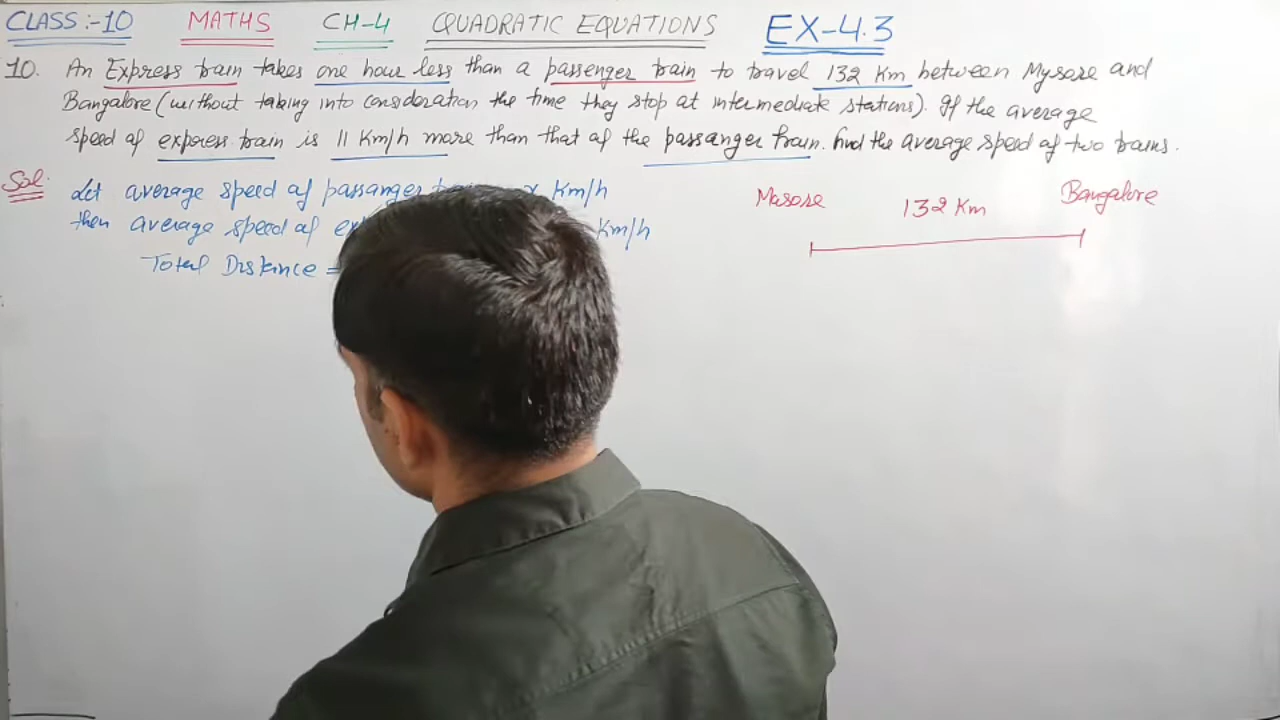 CLASS :- 10 MATHS CH-4 QUADRATIC EQUATIONS EX-4.3
10. An Express train takes one hour less than a passenger train to travel 132 Km between Mysore and
Bangalore (without taking into consideration the time they stop at intermediate stations). If the average
speed of express train is 11 Km/h more than that of the passanger train. find the average speed of two trains.
Sol. Let average speed of passanger x Km/h
then average speed of Km/h
Total Distance =
Mysore 132 Km Bangalore